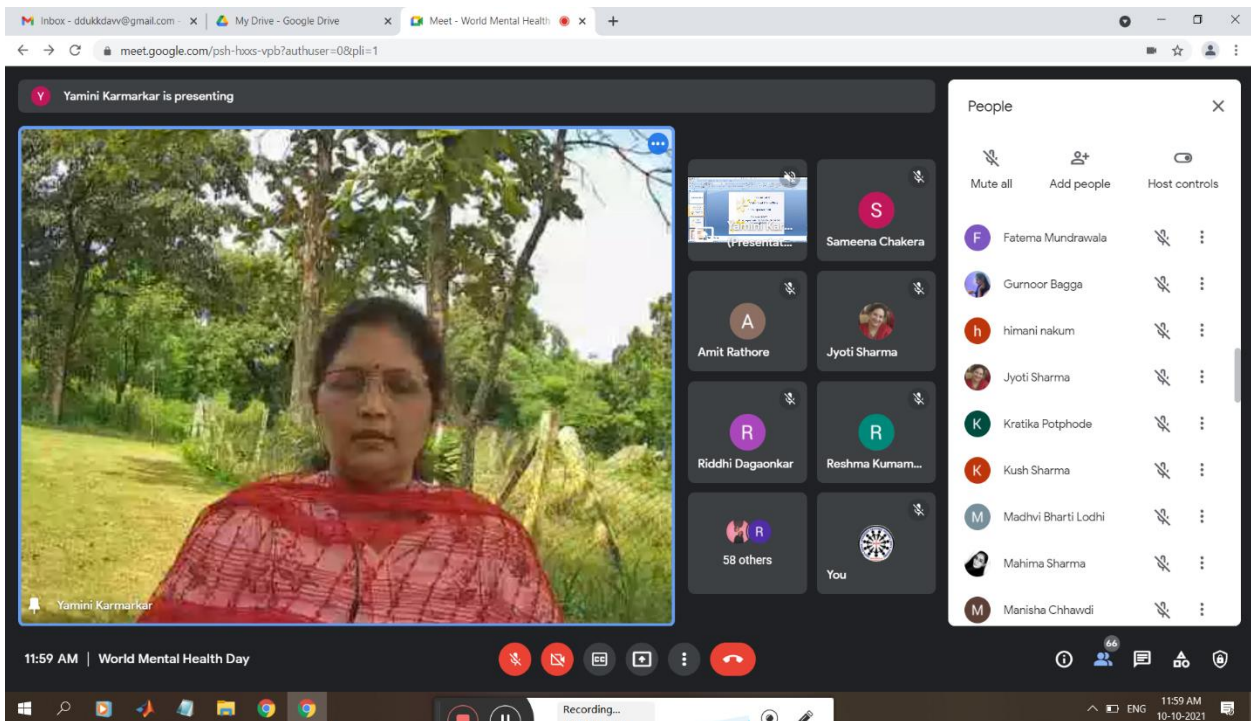 Inbox - ddukkdavv@gmail.com -
My Drive - Google Drive
Meet - World Mental Health
meet.google.com/psh-hxxs-vpb?authuser=0&pli=1
Y Yamini Karmarkar is presenting
Yamini Karmarkar
Yamini Kar...
(Presentat...
S
Sameena Chakera
A
Amit Rathore
Jyoti Sharma
R
Riddhi Dagaonkar
R
Reshma Kumam...
R
58 others
You
People
Mute all Add people Host controls
F Fatema Mundrawala
Gurnoor Bagga
h himani nakum
Jyoti Sharma
K Kratika Potphode
K Kush Sharma
M Madhvi Bharti Lodhi
Mahima Sharma
M Manisha Chhawdi
11:59 AM | World Mental Health Day
CC
66
Recording...
ENG
11:59 AM
10-10-2021